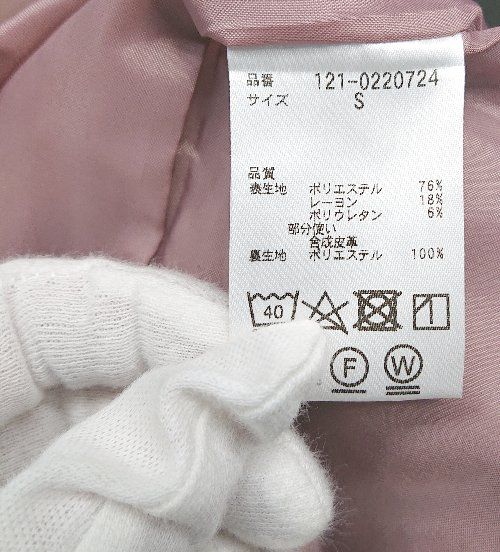 品番 121-0220724
サイズ S
品質
表生地 ポリエステル 76%
レーヨン 18%
ポリウレタン 6%
部分使い
合成皮革
裏生地 ポリエステル 100%
40
F W